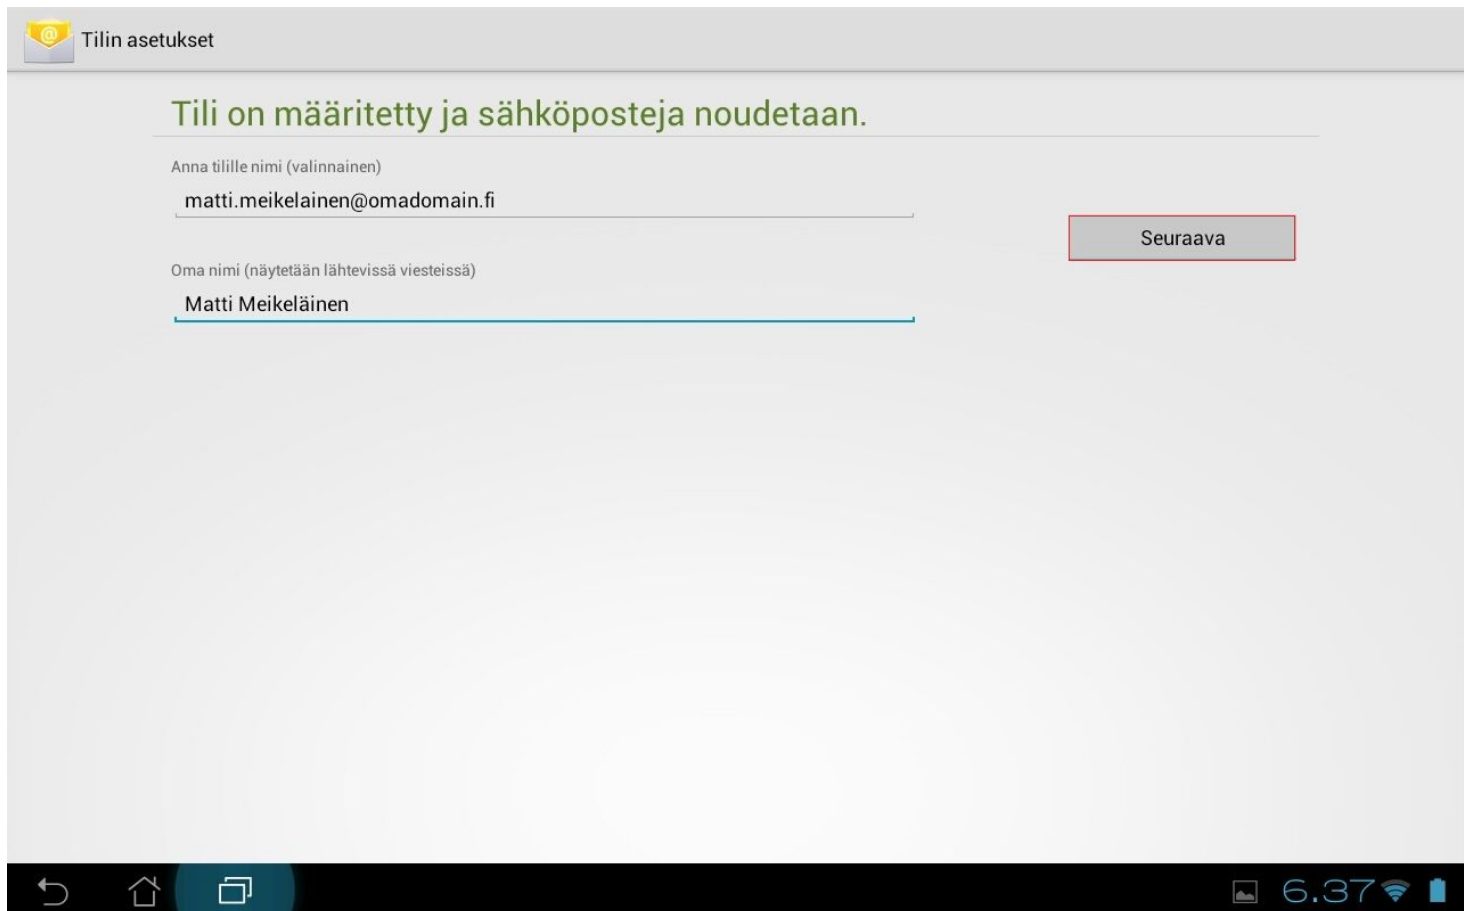 Tilin asetukset
Tili on määritetty ja sähköposteja noudetaan.
Anna tilille nimi (valinnainen)
matti.meikelainen@omadomain.fi
Seuraava
Oma nimi (näytetään lähtevissä viesteissä)
Matti Meikeläinen
6.37